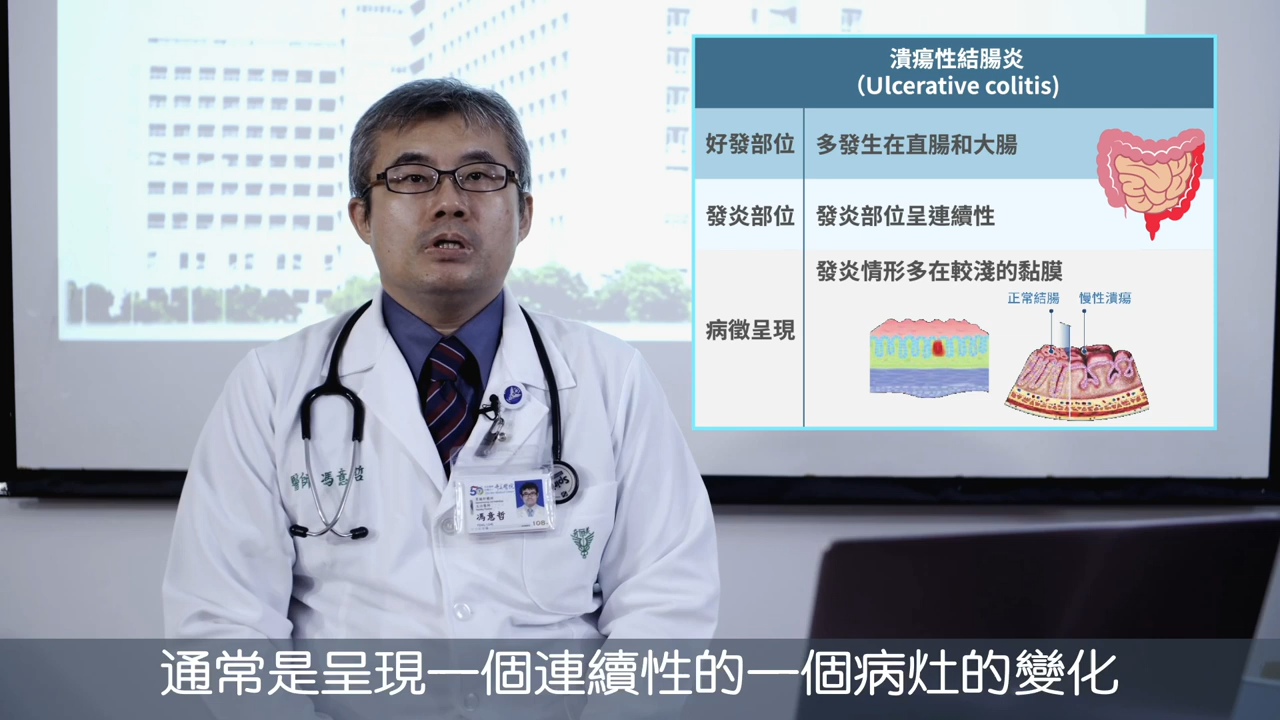 潰瘍性結腸炎
（Ulcerative colitis)
好發部位
多發生在直腸和大腸
發炎部位
發炎部位呈連續性
病徵呈現
發炎情形多在較淺的黏膜
正常結腸
慢性潰瘍
醫師 馮意哲
馮意哲
通常是呈現一個連續性的一個病灶的變化